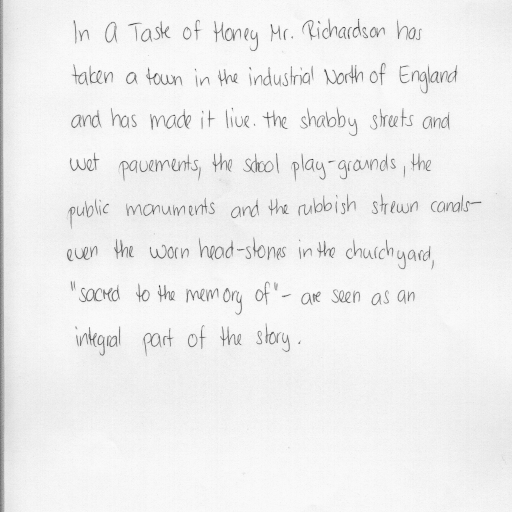 In A Taste of Honey Mr. Richardson has
taken a town in the industrial North of England
and has made it live. the shabby streets and
wet pavements, the school play-grounds, the
public monuments and the rubbish strewn canals-
even the worn head-stones in the churchyard,
"sacred to the memory of" - are seen as an
integral part of the story.